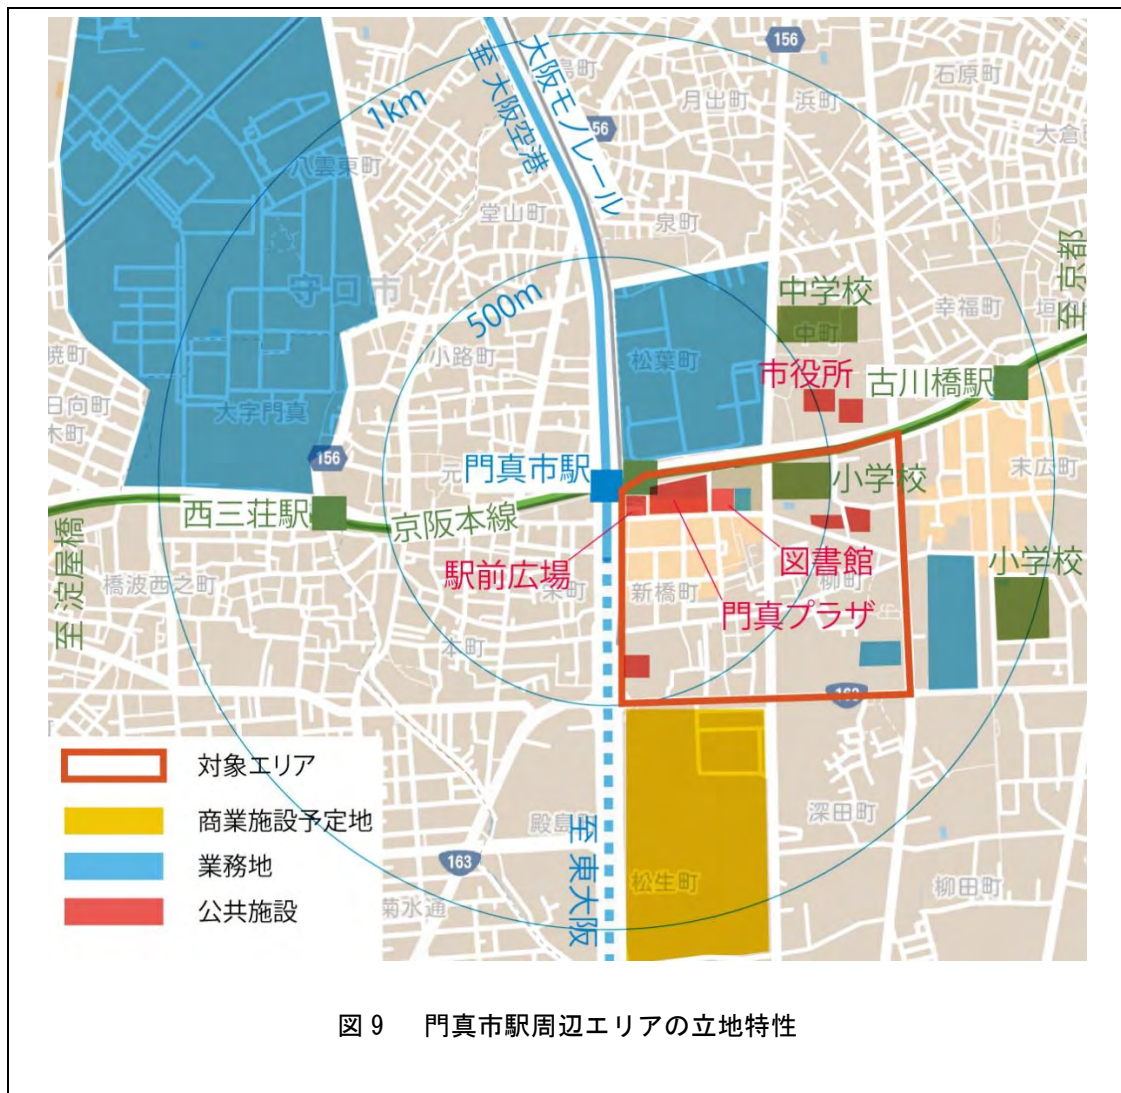 156
石原町
島町
月出町
浜町
大阪モノレール
至 大阪空港
1km
56
大倉
八雲東町
堂山町
泉町
至 京都
守口市
中学校
500m
幸福町
垣
中町
暁町
小路町
松葉町
市役所
古川橋駅
日向町
大字門真
木町
156
元
門真市駅
小学校
末広町
西三荘駅
京阪本線
駅前広場
図書館
小学校
至 淀屋橋
橋波西之町
栄町
新橋町
柳町
門真プラザ
本町
163
対象エリア
商業施設予定地
殿島
深田町
至 東大阪
業務地
163
松生町
柳田町
公共施設
菊水通
図9 門真市駅周辺エリアの立地特性